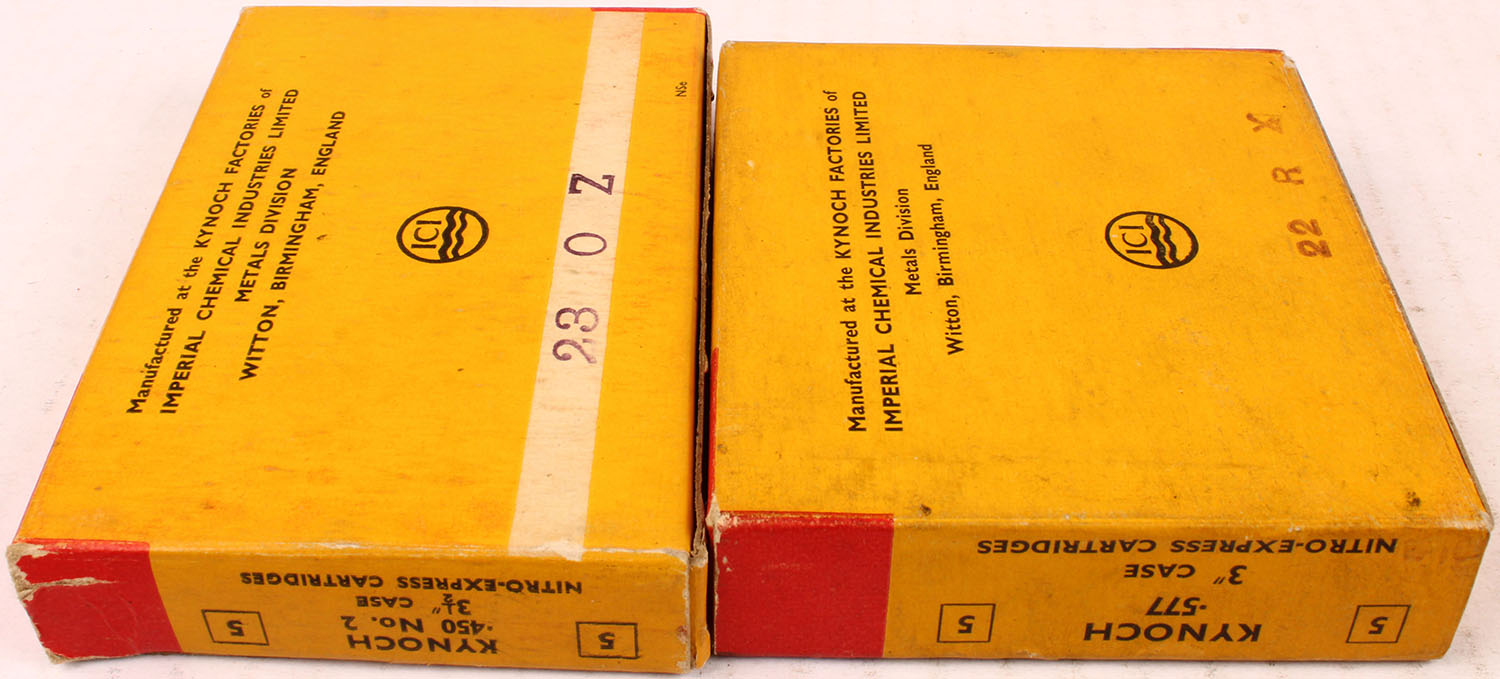 Manufactured at the KYNOCH FACTORIES of
IMPERIAL CHEMICAL INDUSTRIES LIMITED
METALS DIVISION
WITTON, BIRMINGHAM, ENGLAND
ICI
23 O Z
NSe
KYNOCH
·450 No. 2
3½" CASE
NITRO-EXPRESS CARTRIDGES
5
5
Manufactured at the KYNOCH FACTORIES of
IMPERIAL CHEMICAL INDUSTRIES LIMITED
Metals Division
Witton, Birmingham, England
ICI
22 R X
KYNOCH
·577
3" CASE
NITRO-EXPRESS CARTRIDGES
5
5